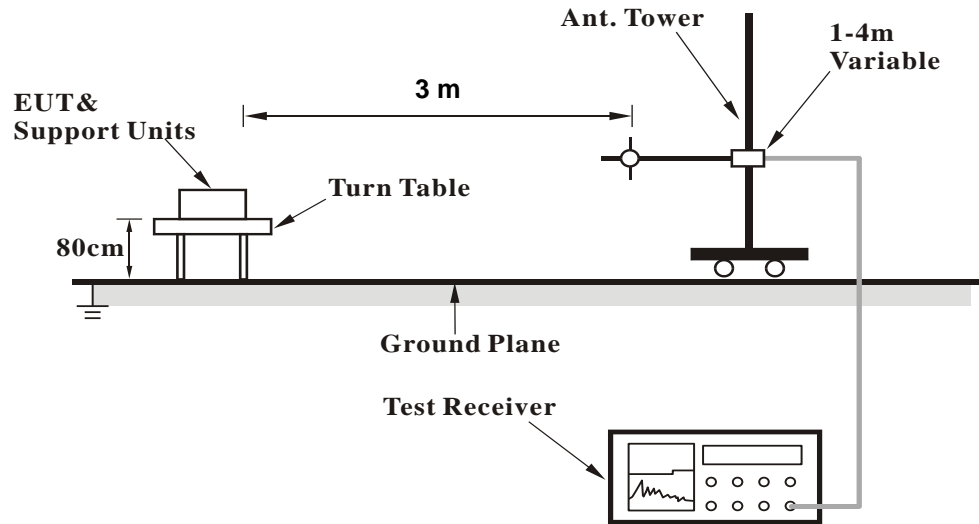 Ant. Tower
1-4m
Variable
3 m
EUT&
Support Units
Turn Table
80cm
Ground Plane
Test Receiver